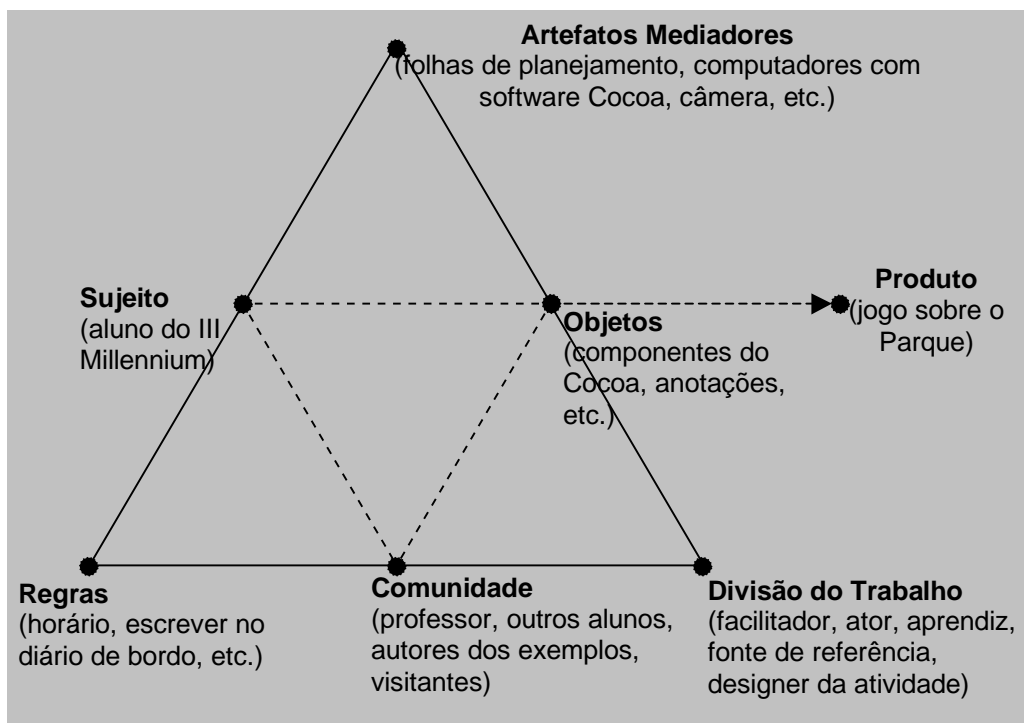 Artefatos Mediadores
(folhas de planejamento, computadores com
software Cocoa, câmera, etc.)
Sujeito
(aluno do III
Millennium)
Objetos
(componentes do
Cocoa, anotações,
etc.)
Produto
(jogo sobre o
Parque)
Regras
(horário, escrever no
diário de bordo, etc.)
Comunidade
(professor, outros alunos,
autores dos exemplos,
visitantes)
Divisão do Trabalho
(facilitador, ator, aprendiz,
fonte de referência,
designer da atividade)